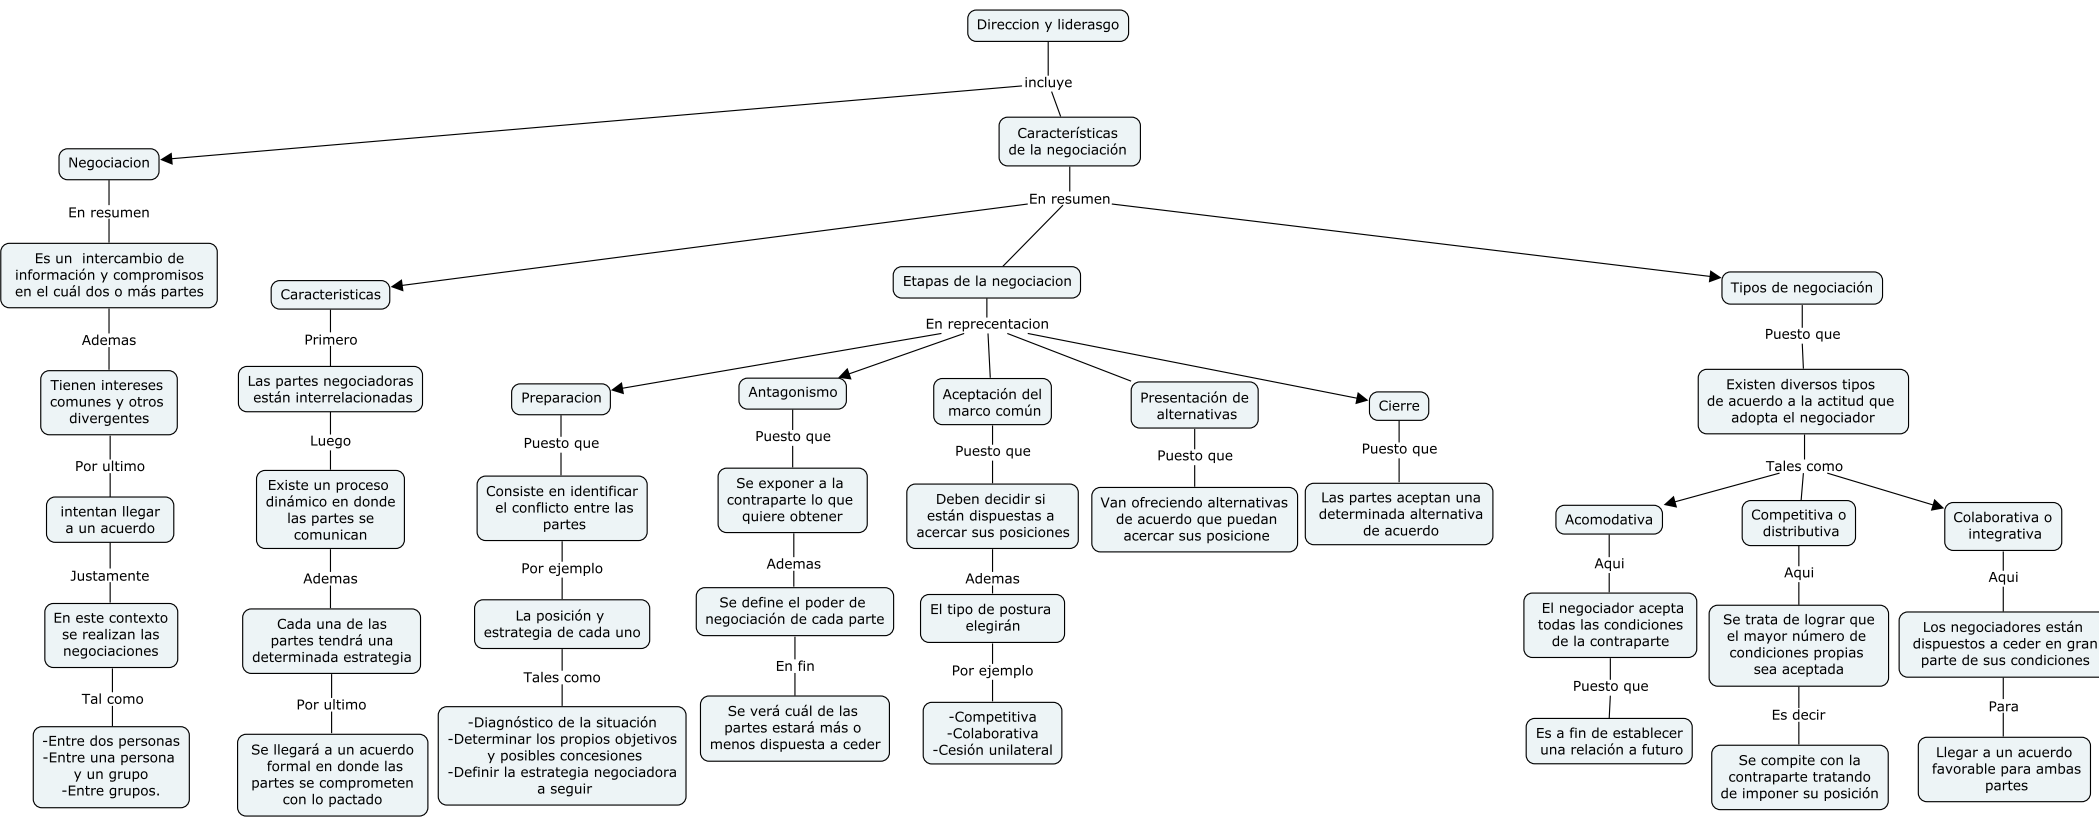 Direccion y liderasgo
incluye
Negociacion
En resumen
Es un  intercambio de
información y compromisos
en el cuál dos o más partes
Ademas
Tienen intereses
comunes y otros
divergentes
Por ultimo
intentan llegar
a un acuerdo
Justamente
En este contexto
se realizan las
negociaciones
Tal como
-Entre dos personas
-Entre una persona
y un grupo
-Entre grupos.
Características
de la negociación
En resumen
Caracteristicas
Primero
Las partes negociadoras
están interrelacionadas
Luego
Existe un proceso
dinámico en donde
las partes se
comunican
Ademas
Cada una de las
partes tendrá una
determinada estrategia
Por ultimo
Se llegará a un acuerdo
formal en donde las
partes se comprometen
con lo pactado
Etapas de la negociacion
En reprecentacion
Preparacion
Puesto que
Consiste en identificar
el conflicto entre las
partes
Por ejemplo
La posición y
estrategia de cada uno
Tales como
-Diagnóstico de la situación
-Determinar los propios objetivos
y posibles concesiones
-Definir la estrategia negociadora
a seguir
Antagonismo
Puesto que
Se exponer a la
contraparte lo que
quiere obtener
Ademas
Se define el poder de
negociación de cada parte
En fin
Se verá cuál de las
partes estará más o
menos dispuesta a ceder
Aceptación del
marco común
Puesto que
Deben decidir si
están dispuestas a
acercar sus posiciones
Ademas
El tipo de postura
elegirán
Por ejemplo
-Competitiva
-Colaborativa
-Cesión unilateral
Presentación de
alternativas
Puesto que
Van ofreciendo alternativas
de acuerdo que puedan
acercar sus posicione
Cierre
Puesto que
Las partes aceptan una
determinada alternativa
de acuerdo
Tipos de negociación
Puesto que
Existen diversos tipos
de acuerdo a la actitud que
adopta el negociador
Tales como
Acomodativa
Aqui
El negociador acepta
todas las condiciones
de la contraparte
Puesto que
Es a fin de establecer
una relación a futuro
Competitiva o
distributiva
Aqui
Se trata de lograr que
el mayor número de
condiciones propias
sea aceptada
Es decir
Se compite con la
contraparte tratando
de imponer su posición
Colaborativa o
integrativa
Aqui
Los negociadores están
dispuestos a ceder en gran
parte de sus condiciones
Para
Llegar a un acuerdo
favorable para ambas
partes